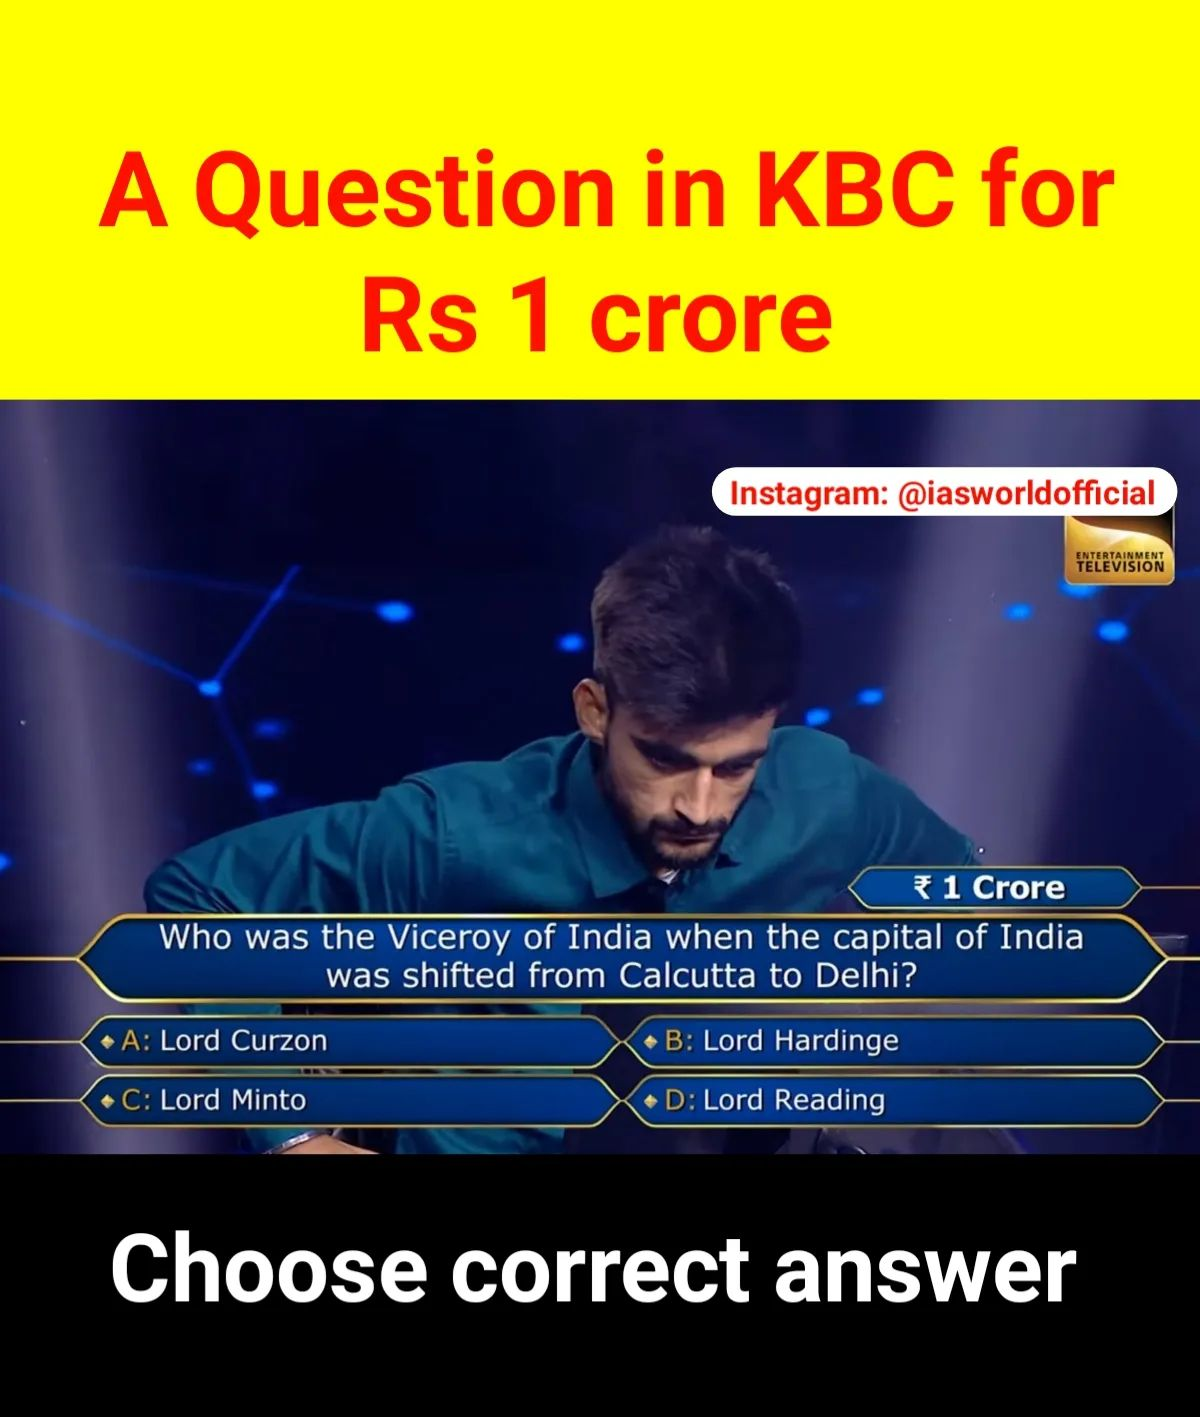 A Question in KBC for
Rs 1 crore
Instagram: @iasworldofficial
ENTERTAINMENT
TELEVISION
₹ 1 Crore
Who was the Viceroy of India when the capital of India
was shifted from Calcutta to Delhi?
A: Lord Curzon
B: Lord Hardinge
C: Lord Minto
D: Lord Reading
Choose correct answer